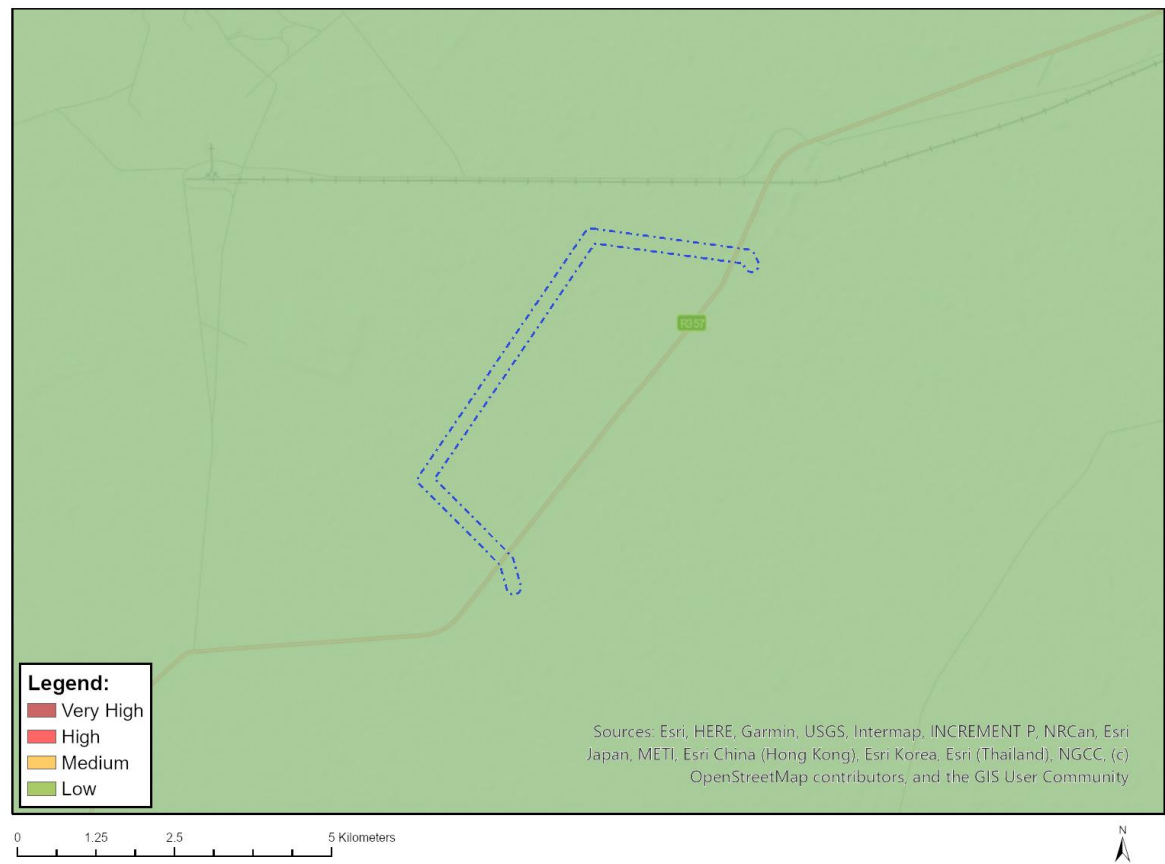 R357
Legend:
Very High
High
Medium
Low
Sources: Esri, HERE, Garmin, USGS, Intermap, INCREMENT P, NRCan, Esri
Japan, METI, Esri China (Hong Kong), Esri Korea, Esri (Thailand), NGCC, (c)
OpenStreetMap contributors, and the GIS User Community
0 1.25 2.5 5 Kilometers
N